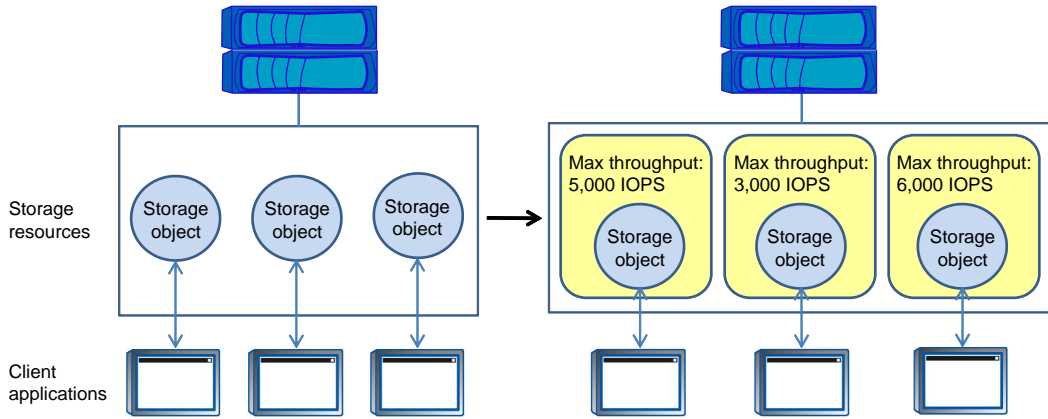 Storage
resources
Storage
object
Storage
object
Storage
object
Max throughput:
5,000 IOPS
Storage
object
Max throughput:
3,000 IOPS
Storage
object
Max throughput:
6,000 IOPS
Storage
object
Client
applications